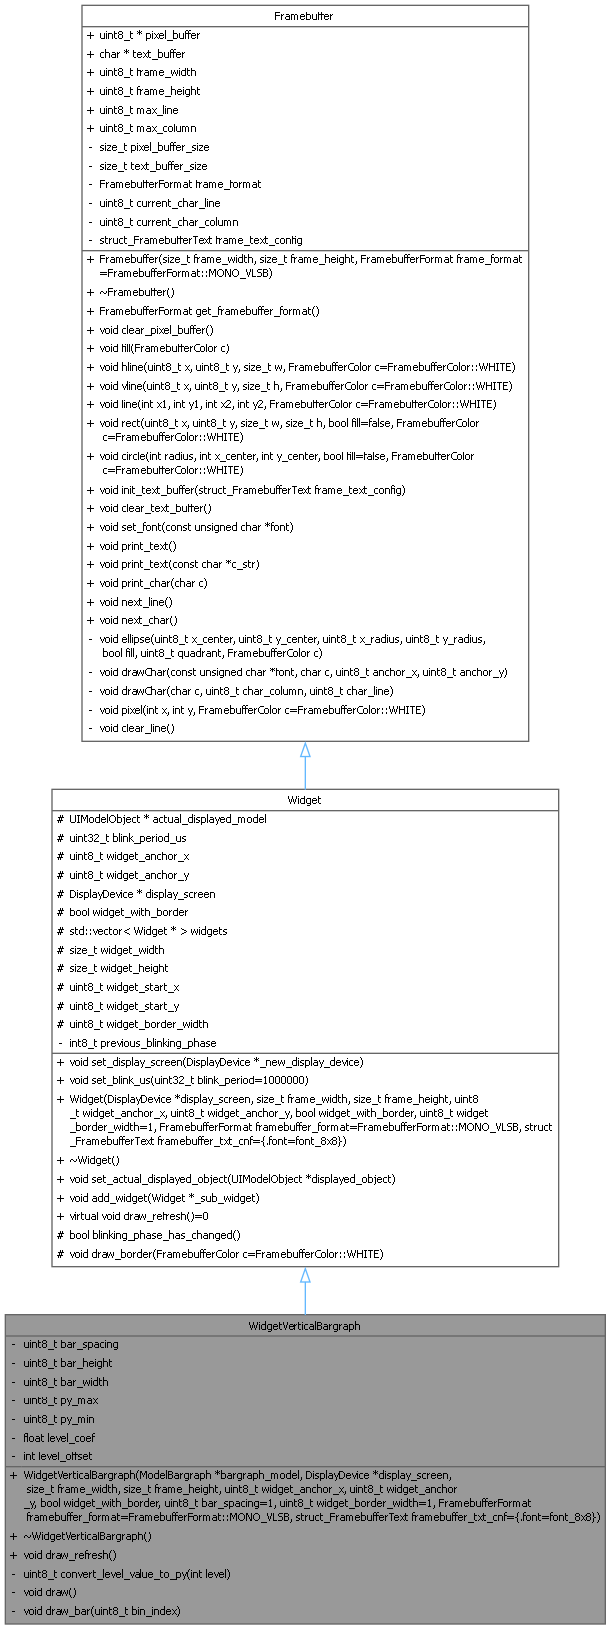 Framebuffer
+ uint8_t * pixel_buffer
+ char * text_buffer
+ uint8_t frame_width
+ uint8_t frame_height
+ uint8_t max_line
+ uint8_t max_column
- size_t pixel_buffer_size
- size_t text_buffer_size
- FramebufferFormat frame_format
- uint8_t current_char_line
- uint8_t current_char_column
- struct_FramebufferText frame_text_config
+ Framebuffer(size_t frame_width, size_t frame_height, FramebufferFormat frame_format
=FramebufferFormat::MONO_VLSB)
+ ~Framebuffer()
+ FramebufferFormat get_framebuffer_format()
+ void clear_pixel_buffer()
+ void fill(FramebufferColor c)
+ void hline(uint8_t x, uint8_t y, size_t w, FramebufferColor c=FramebufferColor::WHITE)
+ void vline(uint8_t x, uint8_t y, size_t h, FramebufferColor c=FramebufferColor::WHITE)
+ void line(int x1, int y1, int x2, int y2, FramebufferColor c=FramebufferColor::WHITE)
+ void rect(uint8_t x, uint8_t y, size_t w, size_t h, bool fill=false, FramebufferColor
c=FramebufferColor::WHITE)
+ void circle(int radius, int x_center, int y_center, bool fill=false, FramebufferColor
c=FramebufferColor::WHITE)
+ void init_text_buffer(struct_FramebufferText frame_text_config)
+ void clear_text_buffer()
+ void set_font(const unsigned char *font)
+ void print_text()
+ void print_text(const char *c_str)
+ void print_char(char c)
+ void next_line()
+ void next_char()
- void ellipse(uint8_t x_center, uint8_t y_center, uint8_t x_radius, uint8_t y_radius,
bool fill, uint8_t quadrant, FramebufferColor c)
- void drawChar(const unsigned char *font, char c, uint8_t anchor_x, uint8_t anchor_y)
- void drawChar(char c, uint8_t char_column, uint8_t char_line)
- void pixel(int x, int y, FramebufferColor c=FramebufferColor::WHITE)
- void clear_line()
Widget
# UIModelObject * actual_displayed_model
# uint32_t blink_period_us
# uint8_t widget_anchor_x
# uint8_t widget_anchor_y
# DisplayDevice * display_screen
# bool widget_with_border
# std::vector< Widget * > widgets
# size_t widget_width
# size_t widget_height
# uint8_t widget_start_x
# uint8_t widget_start_y
# uint8_t widget_border_width
- int8_t previous_blinking_phase
+ void set_display_screen(DisplayDevice *_new_display_device)
+ void set_blink_us(uint32_t blink_period=1000000)
+ Widget(DisplayDevice *display_screen, size_t frame_width, size_t frame_height, uint8
_t widget_anchor_x, uint8_t widget_anchor_y, bool widget_with_border, uint8_t widget
_border_width=1, FramebufferFormat framebuffer_format=FramebufferFormat::MONO_VLSB, struct
_FramebufferText framebuffer_txt_cnf={.font=font_8x8})
+ ~Widget()
+ void set_actual_displayed_object(UIModelObject *displayed_object)
+ void add_widget(Widget *_sub_widget)
+ virtual void draw_refresh()=0
# bool blinking_phase_has_changed()
# void draw_border(FramebufferColor c=FramebufferColor::WHITE)
WidgetVerticalBargraph
- uint8_t bar_spacing
- uint8_t bar_height
- uint8_t bar_width
- uint8_t py_max
- uint8_t py_min
- float level_coef
- int level_offset
+ WidgetVerticalBargraph(ModelBargraph *bargraph_model, DisplayDevice *display_screen,
size_t frame_width, size_t frame_height, uint8_t widget_anchor_x, uint8_t widget_anchor
_y, bool widget_with_border, uint8_t bar_spacing=1, uint8_t widget_border_width=1, FramebufferFormat
framebuffer_format=FramebufferFormat::MONO_VLSB, struct_FramebufferText framebuffer_txt_cnf={.font=font_8x8})
+ ~WidgetVerticalBargraph()
+ void draw_refresh()
- uint8_t convert_level_value_to_py(int level)
- void draw()
- void draw_bar(uint8_t bin_index)